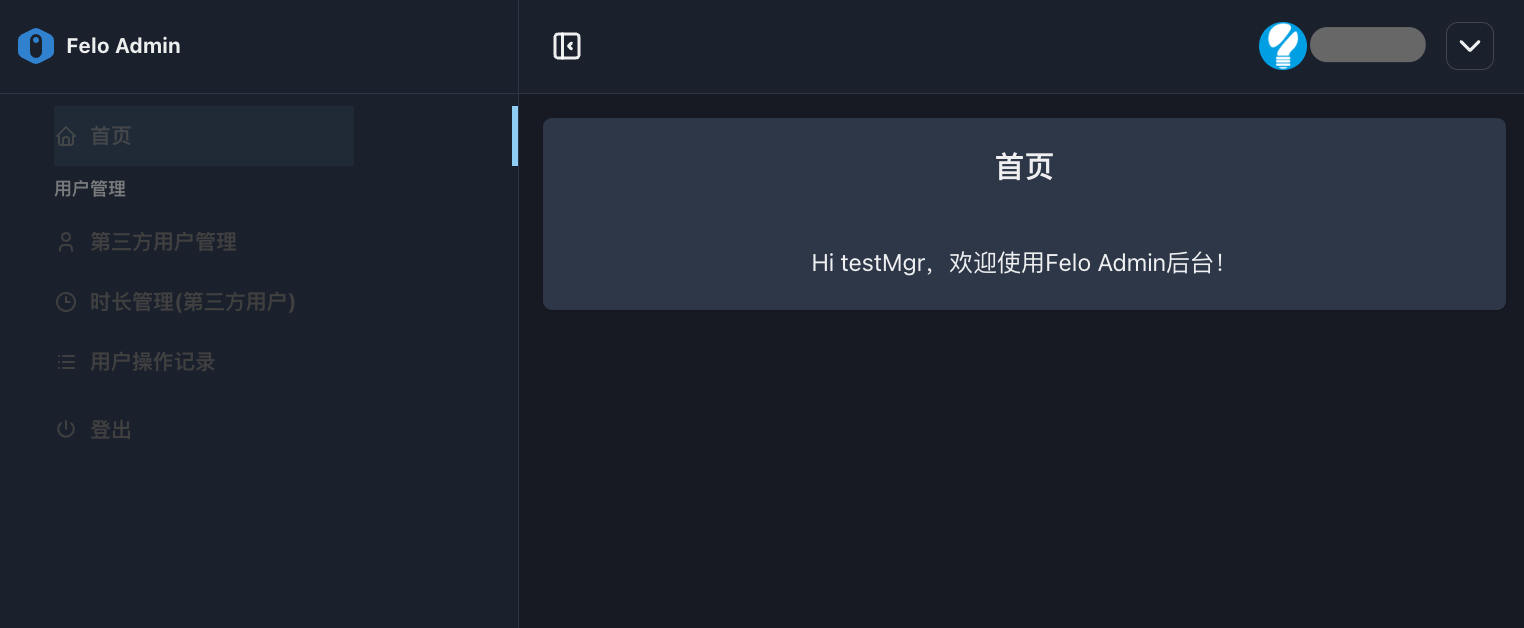 Felo Admin
首页
用户管理
第三方用户管理
时长管理(第三方用户)
用户操作记录
登出
首页
Hi testMgr，欢迎使用Felo Admin后台！